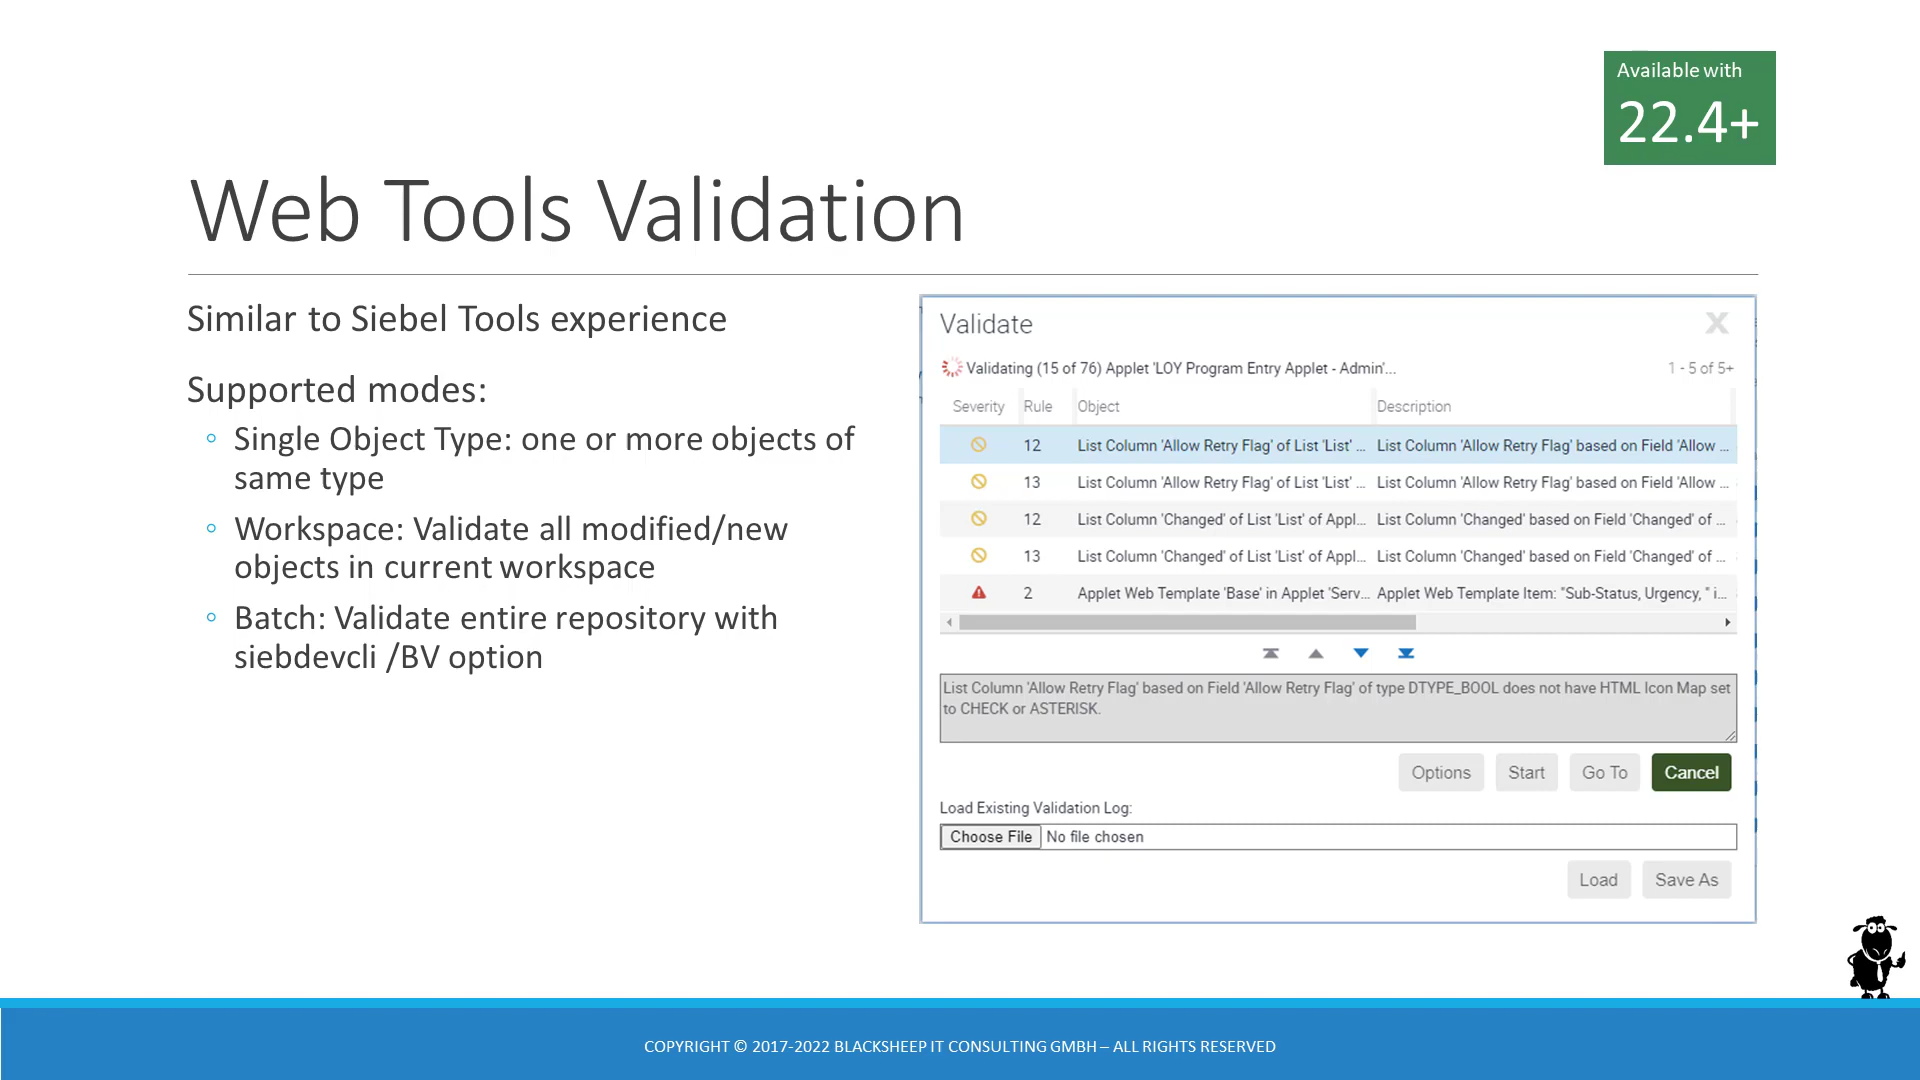 Available with
22.4+
Web Tools Validation
Similar to Siebel Tools experience
Supported modes:
◦ Single Object Type: one or more objects of
same type
◦ Workspace: Validate all modified/new
objects in current workspace
◦ Batch: Validate entire repository with
siebdevcli /BV option
Validate
X
Validating (15 of 76) Applet 'LOY Program Entry Applet - Admin'...
1 - 5 of 5+
Severity Rule Object Description
12 List Column 'Allow Retry Flag' of List 'List' ... List Column 'Allow Retry Flag' based on Field 'Allow ...
13 List Column 'Allow Retry Flag' of List 'List' ... List Column 'Allow Retry Flag' based on Field 'Allow ...
12 List Column 'Changed' of List 'List' of Appl... List Column 'Changed' based on Field 'Changed' of ...
13 List Column 'Changed' of List 'List' of Appl... List Column 'Changed' based on Field 'Changed' of ...
2 Applet Web Template 'Base' in Applet 'Serv... Applet Web Template Item: "Sub-Status, Urgency, " i...
List Column 'Allow Retry Flag' based on Field 'Allow Retry Flag' of type DTYPE_BOOL does not have HTML Icon Map set
to CHECK or ASTERISK.
Options Start Go To Cancel
Load Existing Validation Log:
Choose File No file chosen
Load Save As
COPYRIGHT © 2017-2022 BLACKSHEEP IT CONSULTING GMBH – ALL RIGHTS RESERVED